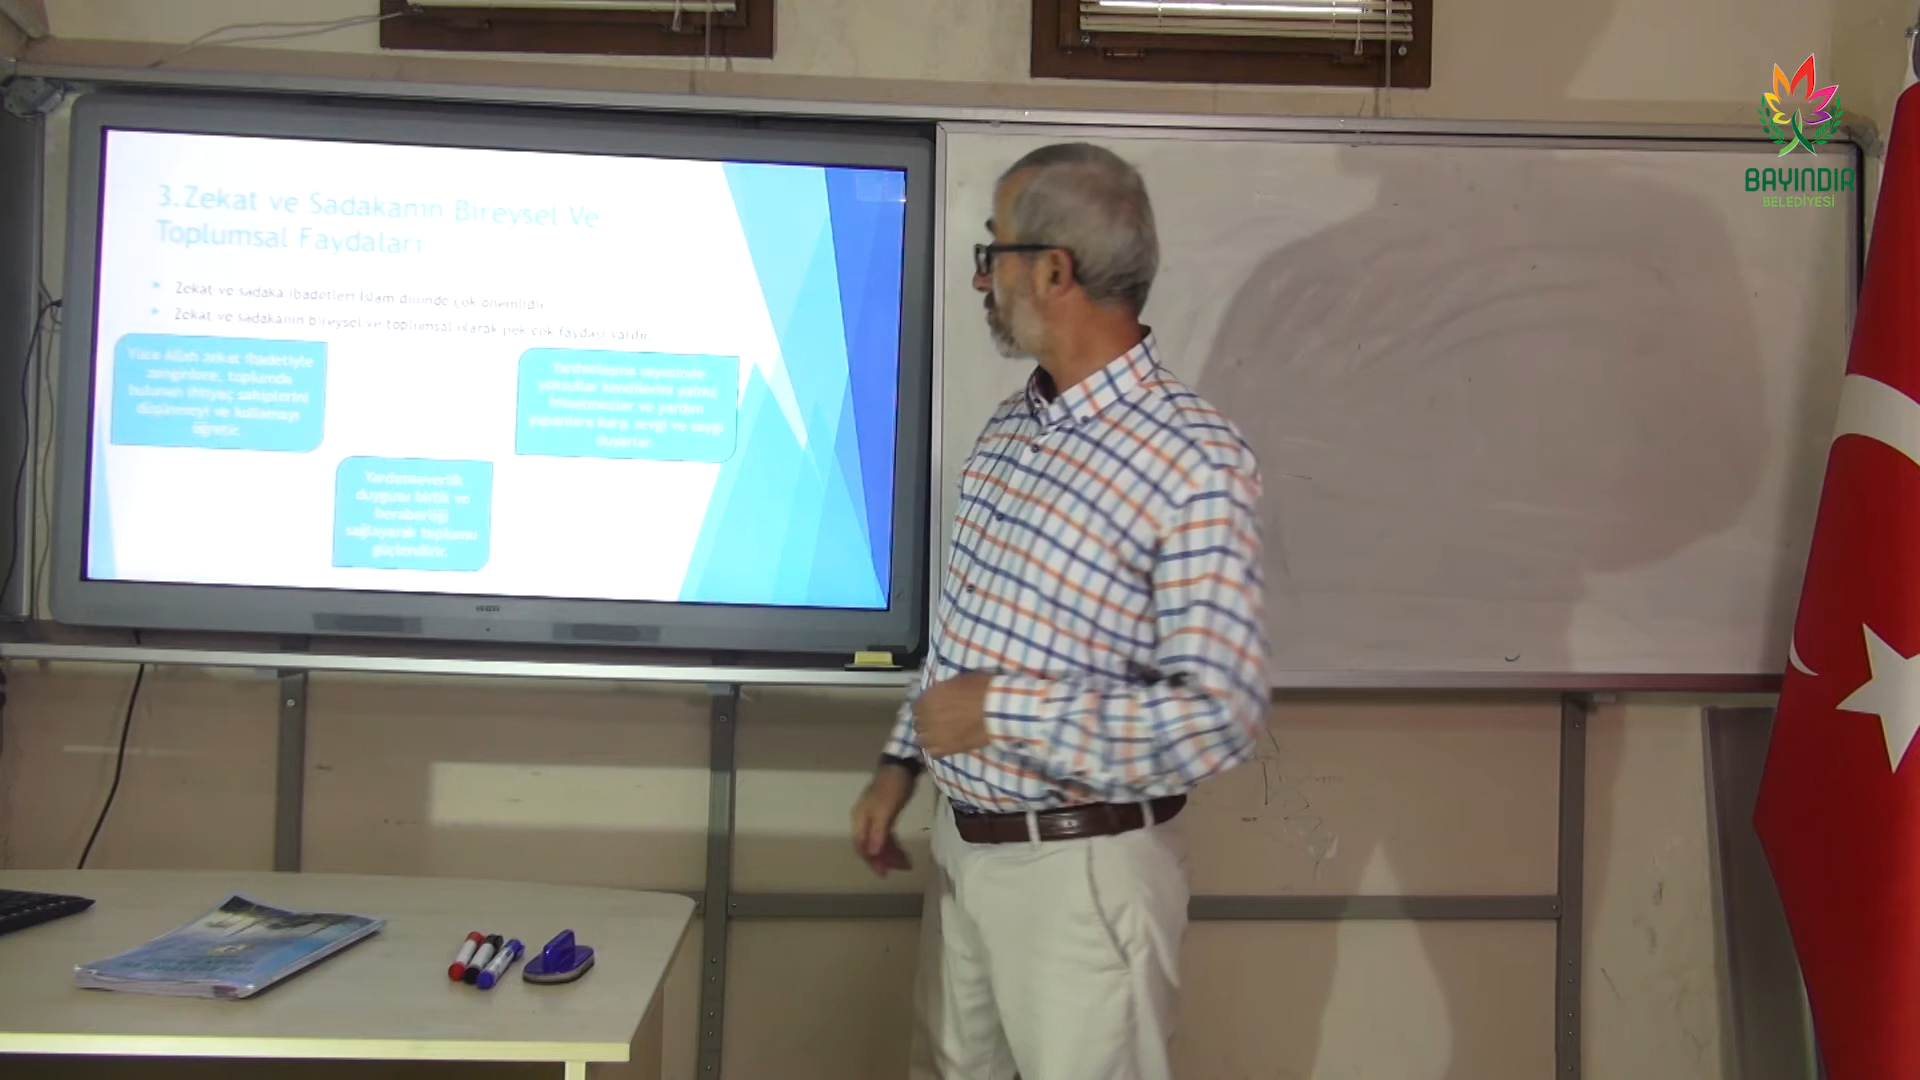 3.Zekat ve Sadakanın Bireysel Ve
Toplumsal Faydaları
Zekat ve sadaka ibadetleri İslam dininde çok önemlidir.
Zekat ve sadakanın bireysel ve toplumsal olarak pek çok faydası vardır.
Yüce Allah zekat ibadetiyle
zenginlere, toplumda
bulunan ihtiyaç sahiplerini
düşünmeyi ve kollamayı
öğretir.
Yardımlaşma sayesinde
yoksullar kendilerini yalnız
hissetmezler ve yardım
yapanlara karşı sevgi ve saygı
duyarlar.
Yardımseverlik
duygusu birlik ve
beraberliği
sağlayarak toplumu
güçlendirir.
BAYINDIR
BELEDİYESİ